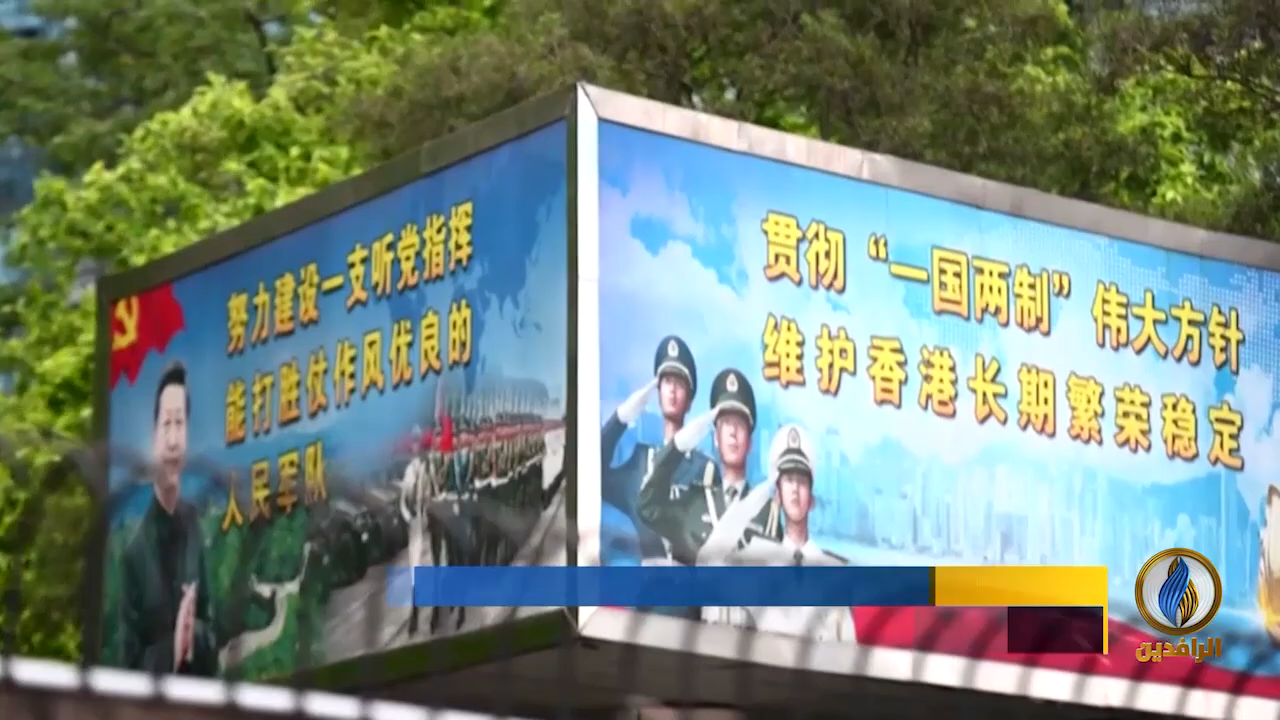 努力建设一支听党指挥
能打胜仗作风优良的
人民军队
贯彻“一国两制”伟大方针
维护香港长期繁荣稳定
الرافدين